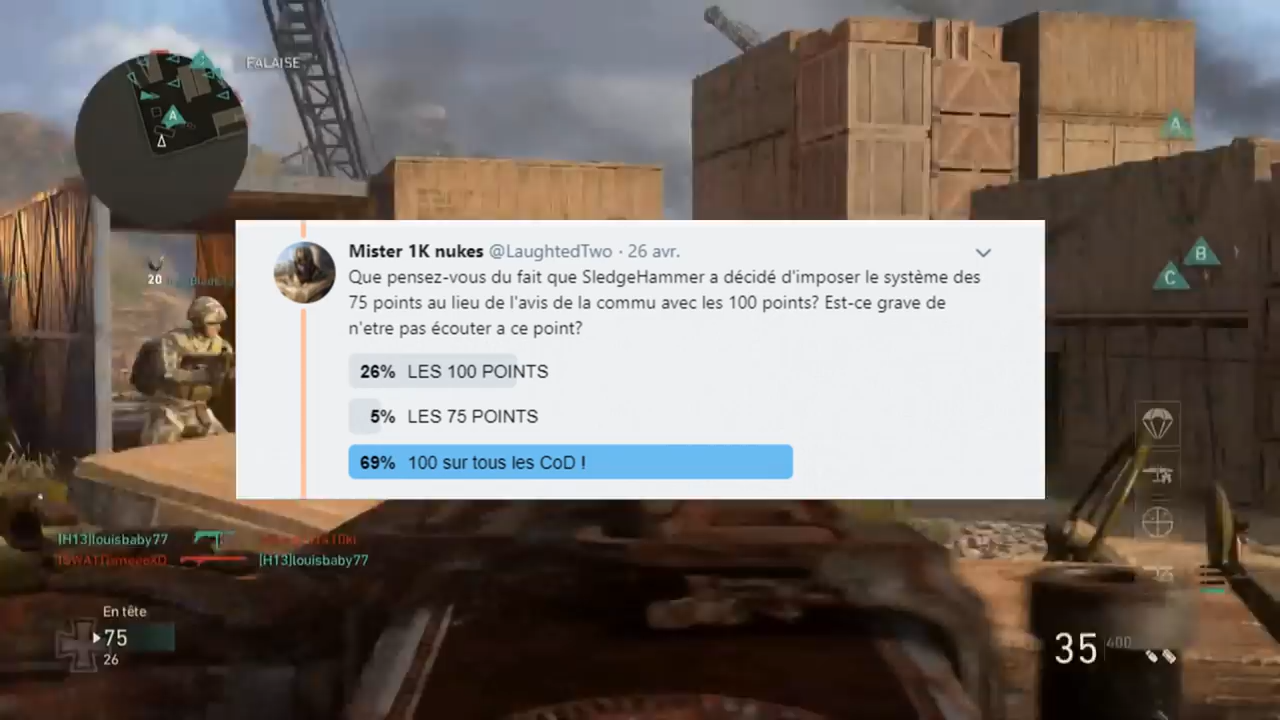 FALAISE
A
A
A
B
C
20
Mister 1K nukes @LaughtedTwo · 26 avr.
Que pensez-vous du fait que SledgeHammer a décidé d'imposer le système des
75 points au lieu de l'avis de la commu avec les 100 points? Est-ce grave de
n'etre pas écouter a ce point?
26% LES 100 POINTS
5% LES 75 POINTS
69% 100 sur tous les CoD !
[H13]louisbaby77
[H13]louisbaby77
En tête
75
26
35 400